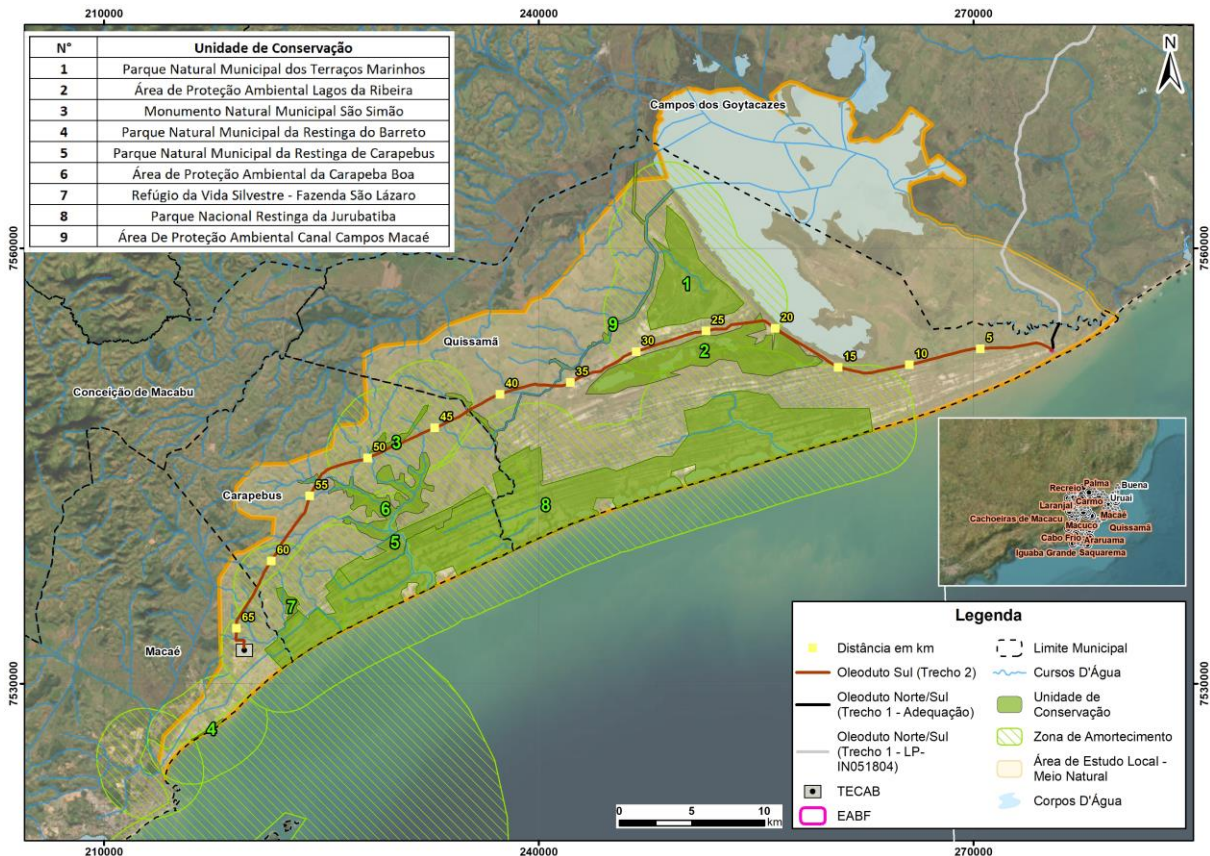 210000
240000
270000
N°
Unidade de Conservação
1
Parque Natural Municipal dos Terraços Marinhos
2
Área de Proteção Ambiental Lagos da Ribeira
3
Monumento Natural Municipal São Simão
4
Parque Natural Municipal da Restinga do Barreto
5
Parque Natural Municipal da Restinga de Carapebus
6
Área de Proteção Ambiental da Carapeba Boa
7
Refúgio da Vida Silvestre - Fazenda São Lázaro
8
Parque Nacional Restinga da Jurubatiba
9
Área De Proteção Ambiental Canal Campos Macaé
N
Campos dos Goytacazes
7560000
7560000
1
9
25
20
Quissamã
30
2
15
10
5
35
Conceição de Macabu
40
45
3
50
Carapebus
55
6
8
5
60
7
65
Macaé
7530000
7530000
4
Recreio
Palma
Buena
Laranjal
Carmo
Uruai
Cachoeiras de Macacu
Macaé
Macuco
Quissamã
Cabo Frio
Araruama
Iguaba Grande
Saquarema
Legenda
Distância em km
Oleoduto Sul (Trecho 2)
Oleoduto Norte/Sul
(Trecho 1 - Adequação)
Oleoduto Norte/Sul
(Trecho 1 - LP-
IN051804)
TECAB
EABF
Limite Municipal
Cursos D'Água
Unidade de
Conservação
Zona de Amortecimento
Área de Estudo Local -
Meio Natural
Corpos D'Água
0
5
10
km
210000
240000
270000